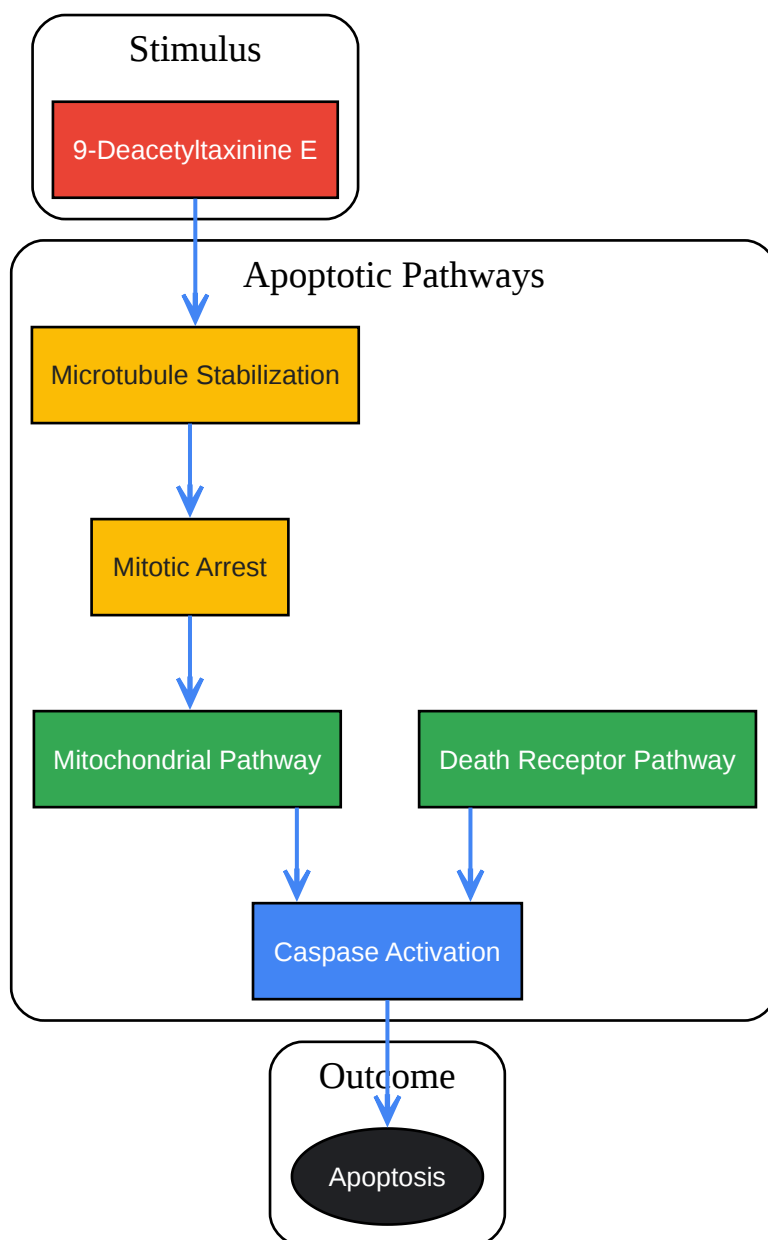 Stimulus
9-Deacetyltaxinine E
Apoptotic Pathways
Microtubule Stabilization
Mitotic Arrest
Mitochondrial Pathway
Death Receptor Pathway
Caspase Activation
Outcome
Apoptosis